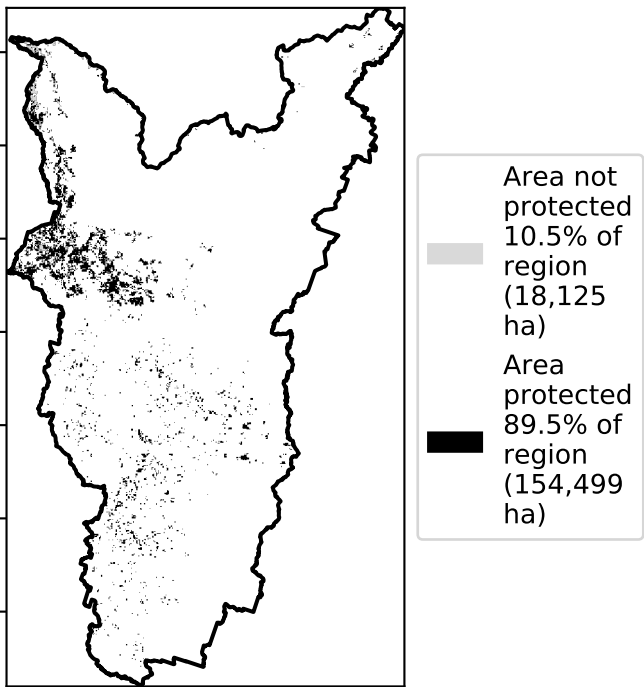 Area not
protected
10.5% of
region
(18,125
ha)
Area
protected
89.5% of
region
(154,499
ha)